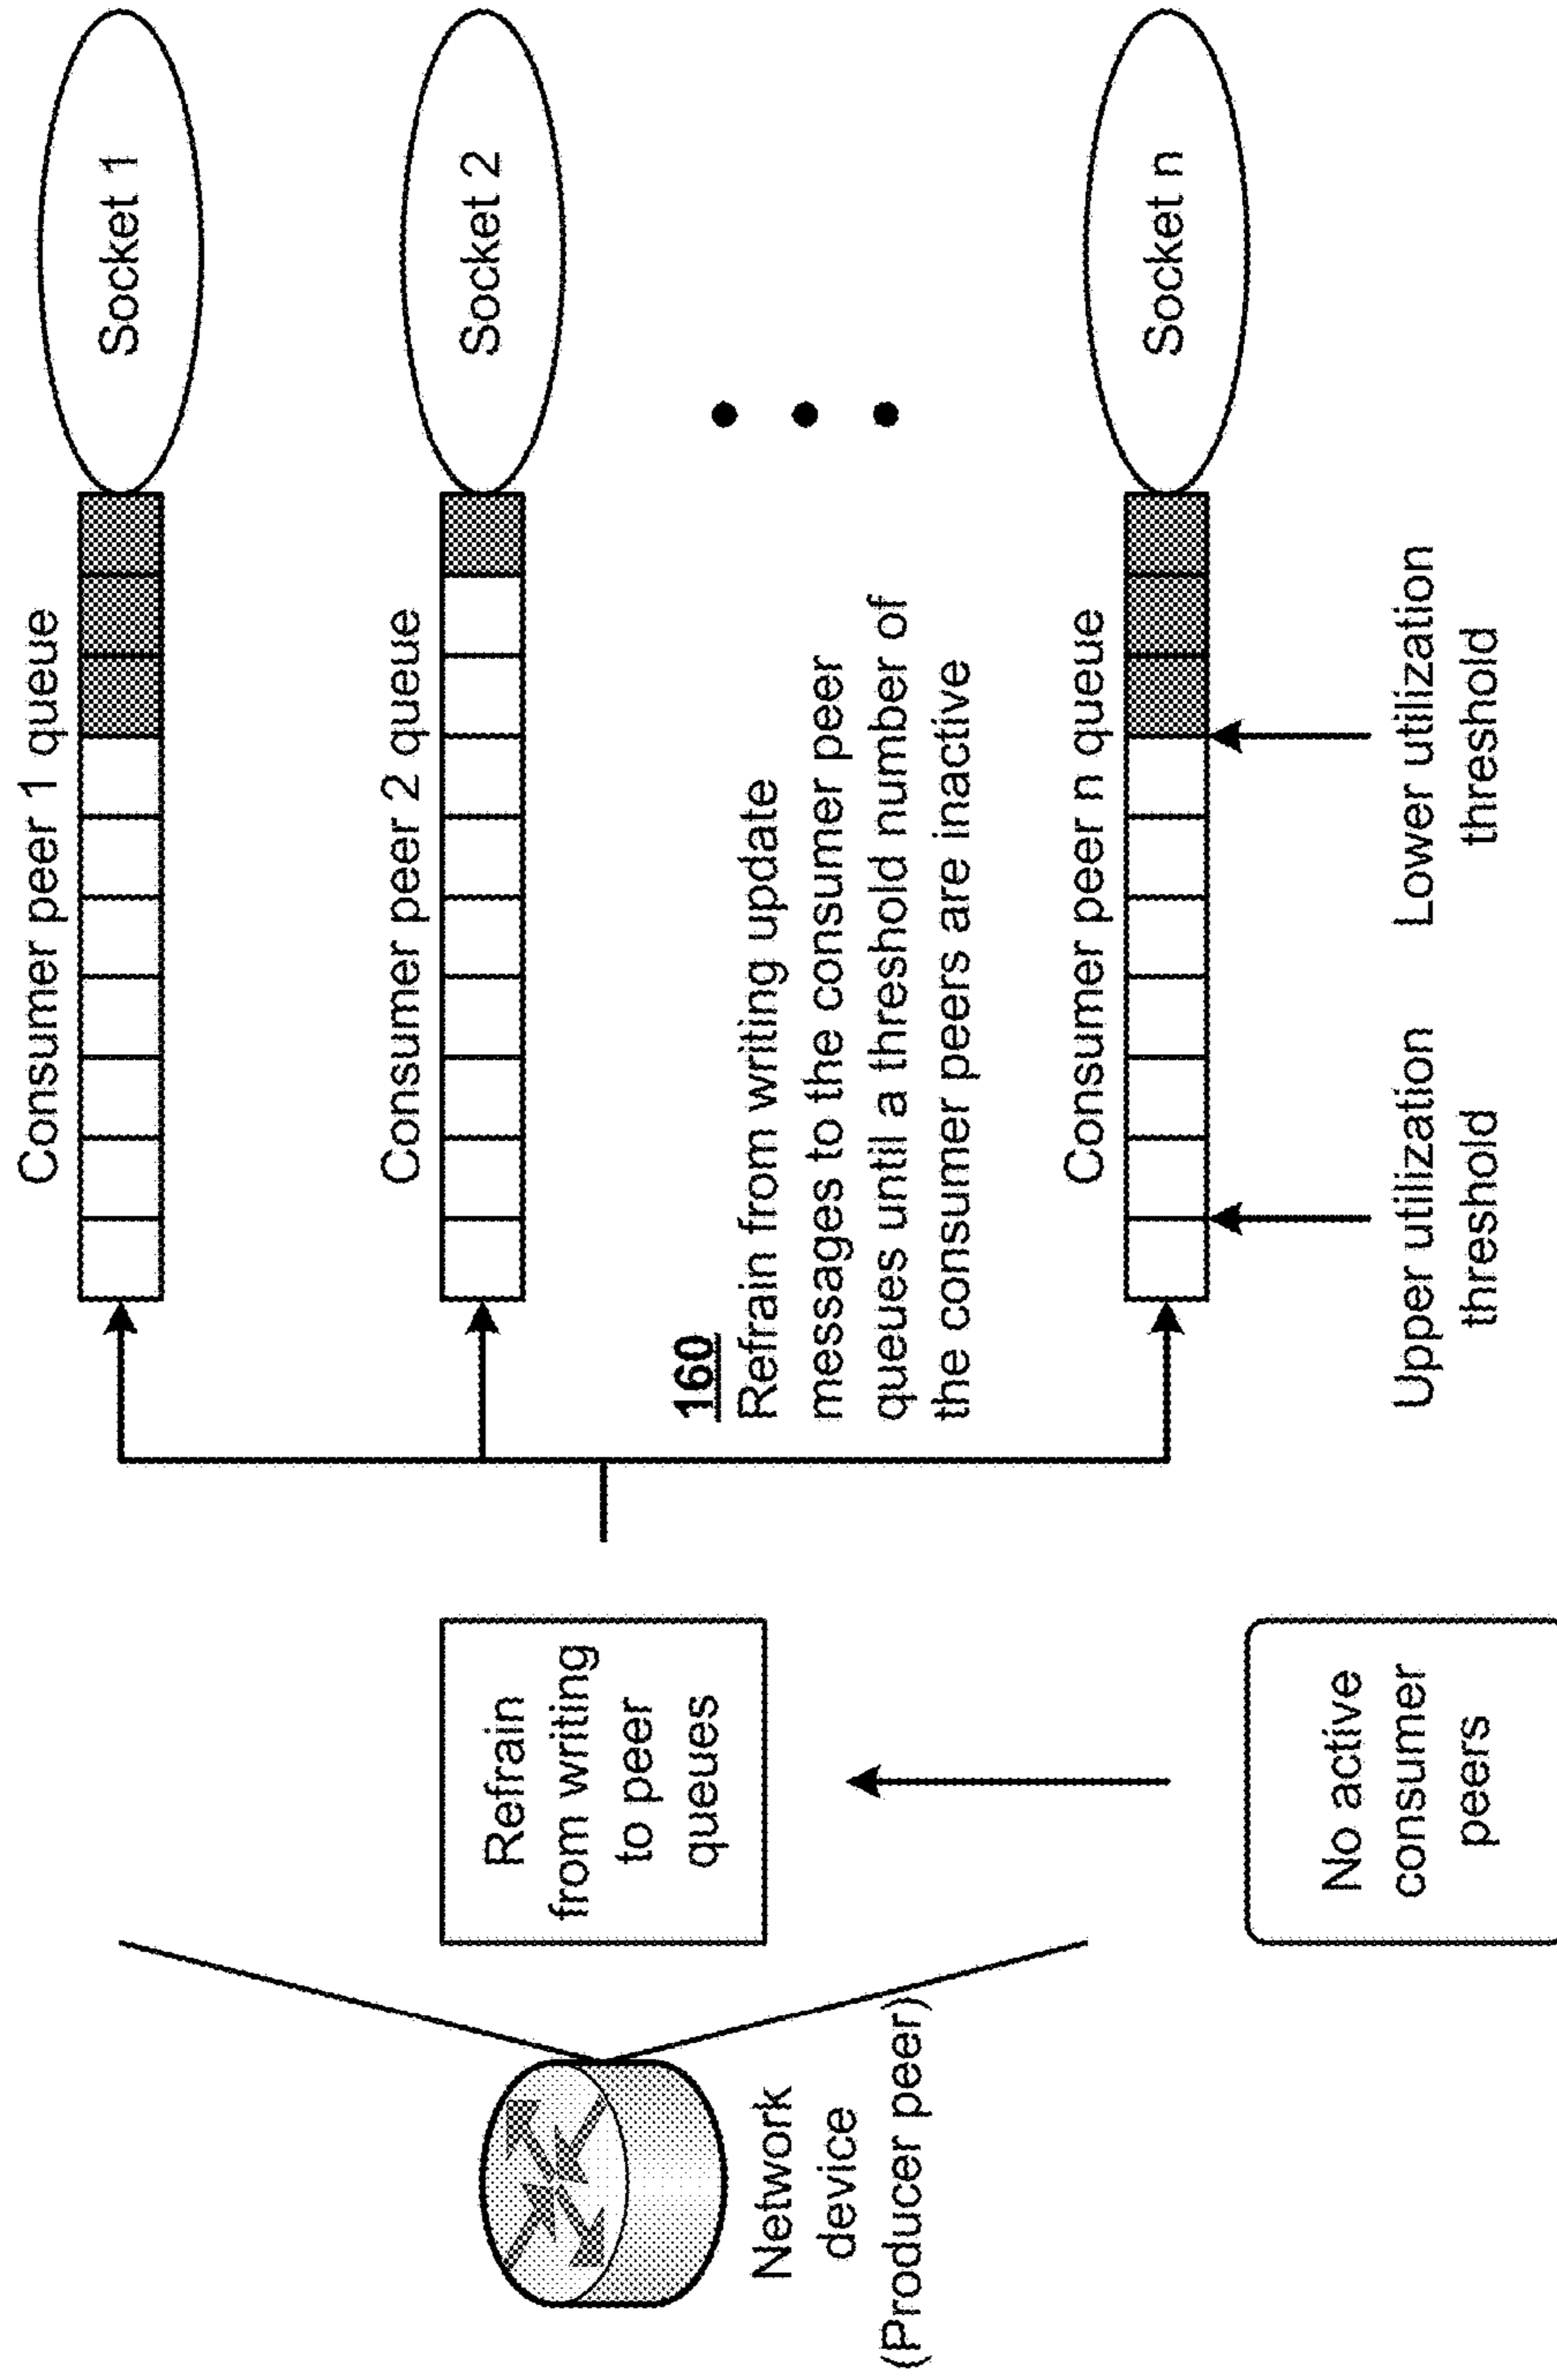 Consumer peer 1 queue
Socket 1
Consumer peer 2 queue
Socket 2
Refrain
from writing
to peer
queues
160
Refrain from writing update
messages to the consumer peer
queues until a threshold number of
the consumer peers are inactive
Network
device
(Producer peer)
Consumer peer n queue
Socket n
No active
consumer
peers
Upper utilization
threshold
Lower utilization
threshold